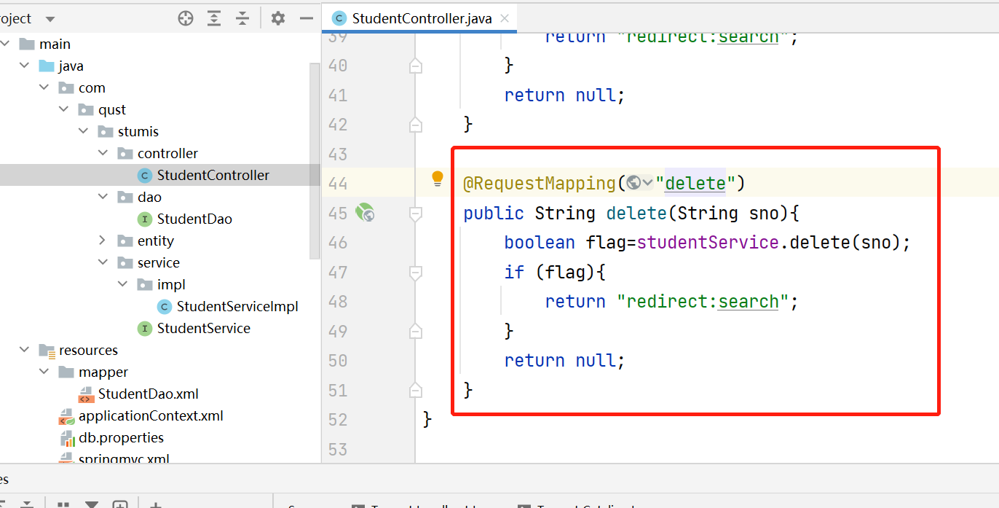 oject
StudentController.java
main
java
com
qust
stumis
controller
StudentController
dao
StudentDao
entity
service
impl
StudentServiceImpl
StudentService
resources
mapper
StudentDao.xml
applicationContext.xml
db.properties
springmvc.xml
es
39 return "redirect:search";
40 }
41 return null;
42 }
43
44 @RequestMapping("delete")
45 public String delete(String sno){
46 boolean flag=studentService.delete(sno);
47 if (flag){
48 return "redirect:search";
49 }
50 return null;
51 }
52 }
53